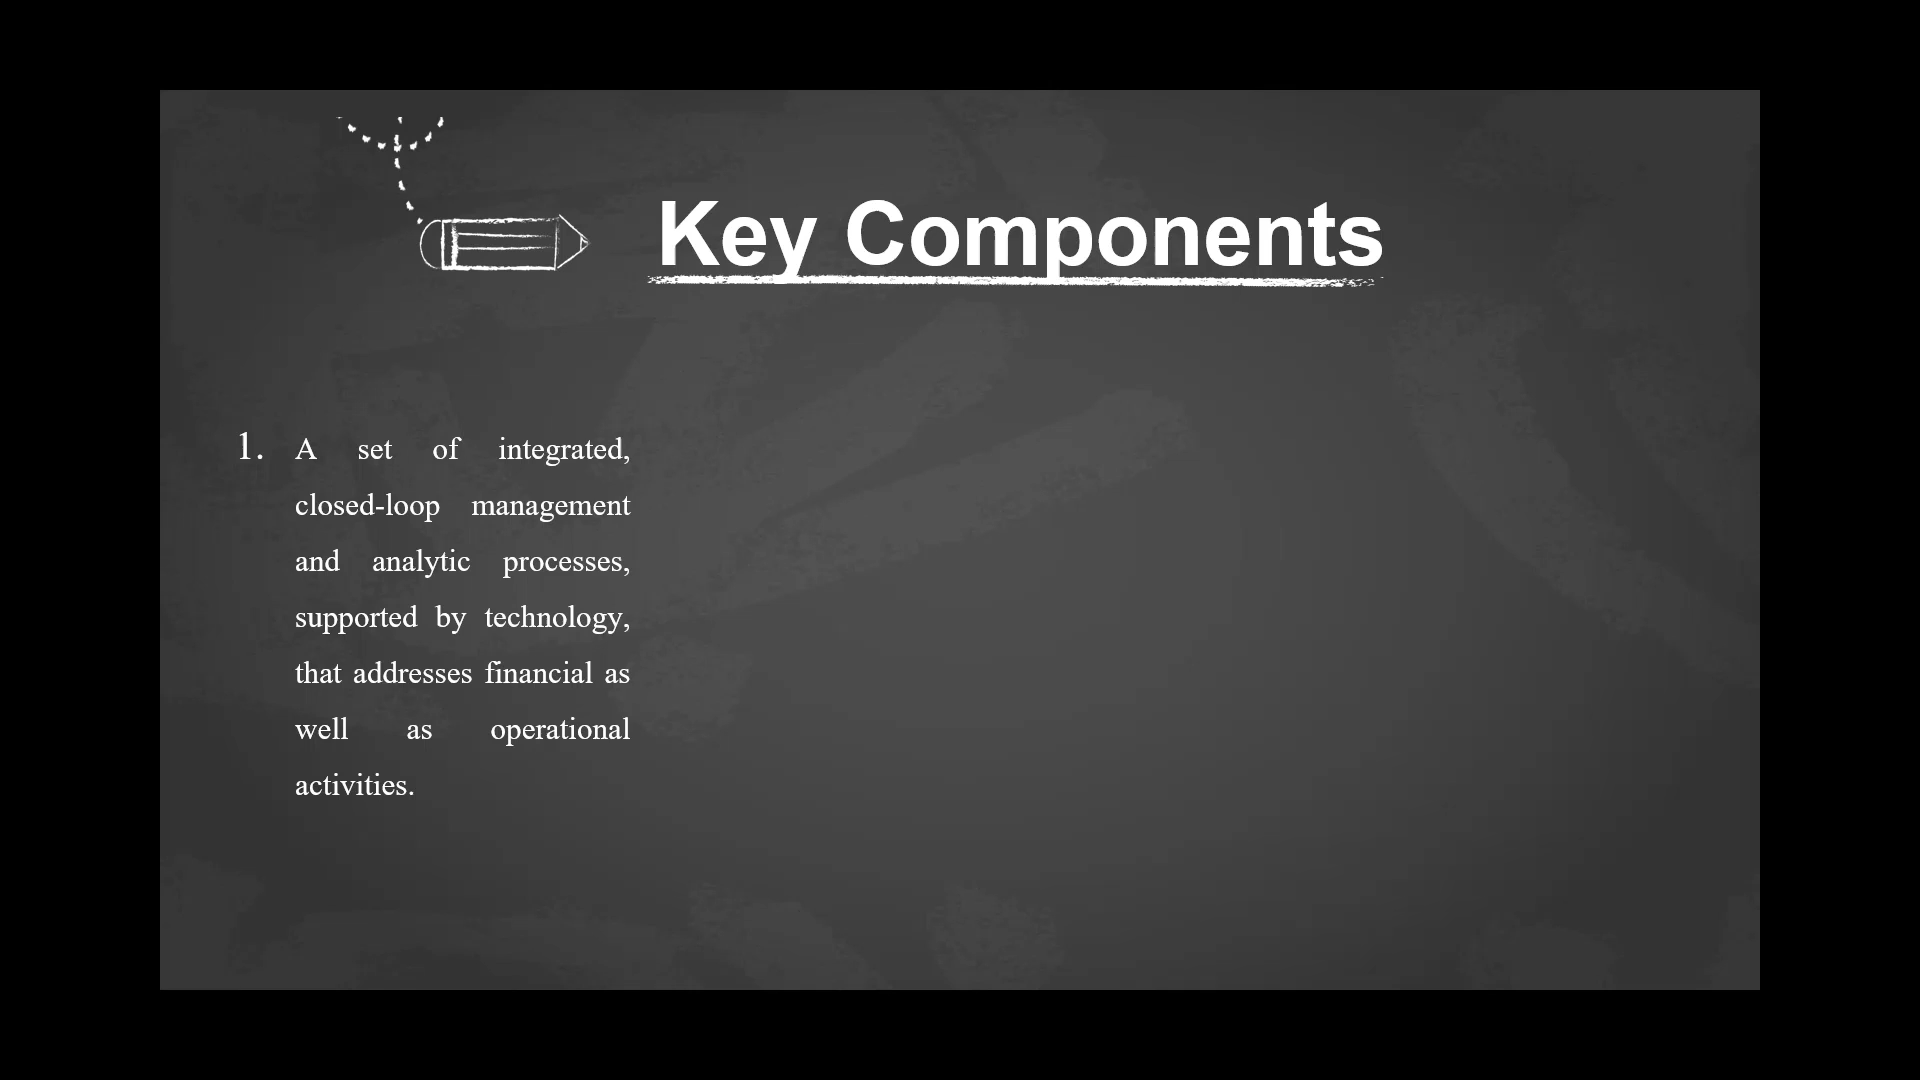 Key Components
1. A set of integrated,
closed-loop management
and analytic processes,
supported by technology,
that addresses financial as
well as operational
activities.